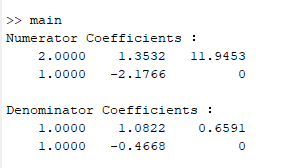 >> main
Numerator Coefficients :
2.0000 1.3532 11.9453
1.0000 -2.1766 0
Denominator Coefficients :
1.0000 1.0822 0.6591
1.0000 -0.4668 0